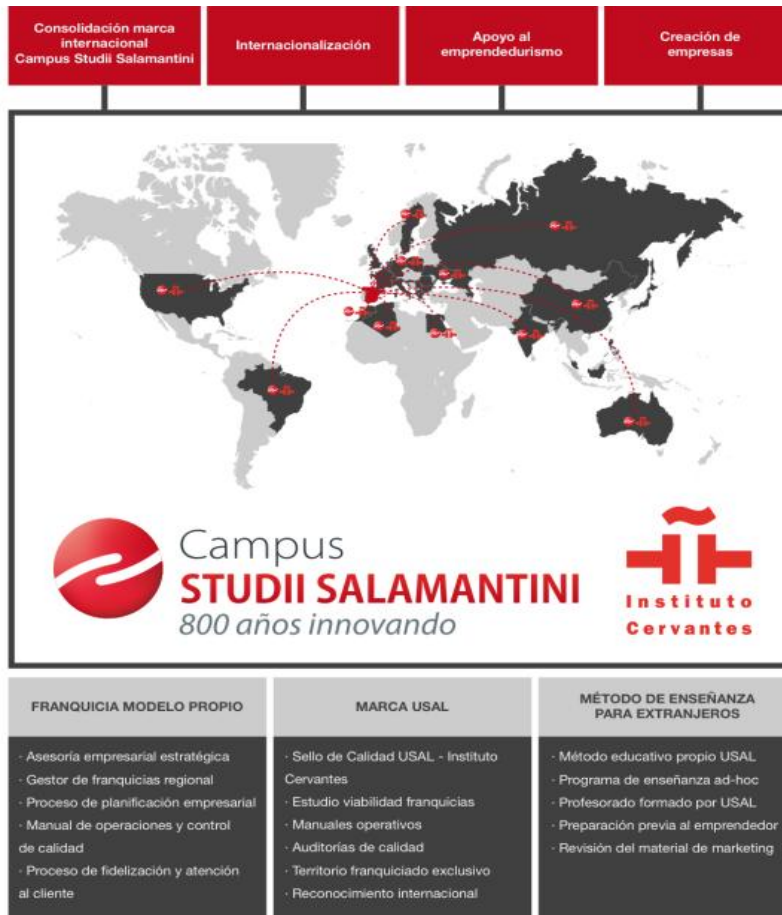 Consolidación marca
internacional
Campus Studii Salamantini
Internacionalización
Apoyo al
emprendedurismo
Creación de
empresas
Campus
STUDII SALAMANTINI
800 años innovando
Instituto
Cervantes
FRANQUICIA MODELO PROPIO
· Asesoría empresarial estratégica
· Gestor de franquicias regional
· Proceso de planificación empresarial
· Manual de operaciones y control
de calidad
· Proceso de fidelización y atención
al cliente
MARCA USAL
· Sello de Calidad USAL - Instituto
Cervantes
· Estudio viabilidad franquicias
· Manuales operativos
· Auditorías de calidad
· Territorio franquiciado exclusivo
· Reconocimiento internacional
MÉTODO DE ENSEÑANZA
PARA EXTRANJEROS
· Método educativo propio USAL
· Programa de enseñanza ad-hoc
· Profesorado formado por USAL
· Preparación previa al emprendedor
· Revisión del material de marketing